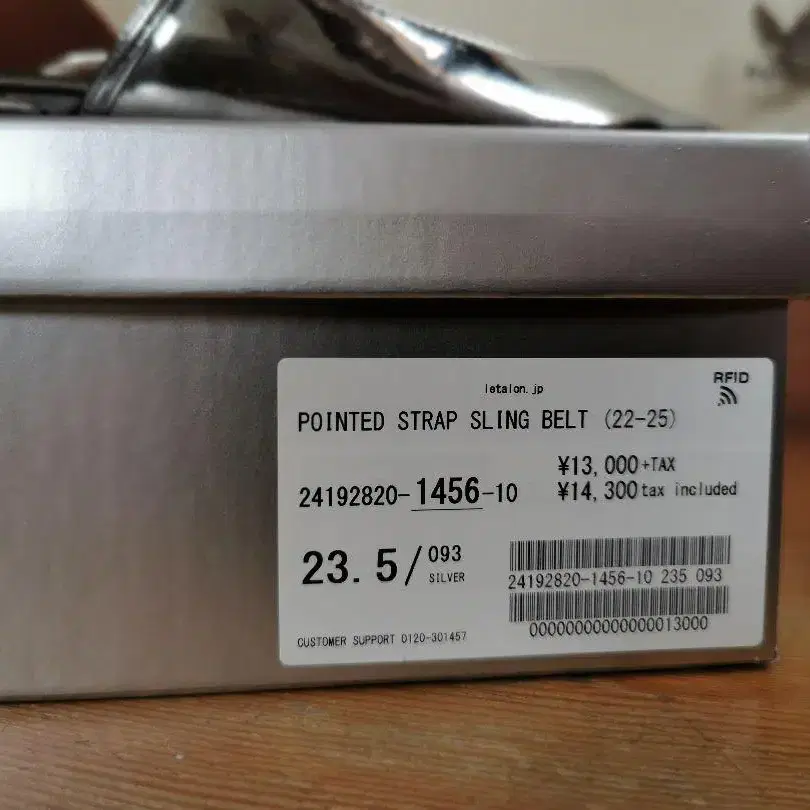 letalon.jp
RFID
POINTED STRAP SLING BELT (22-25)
¥13,000+TAX
24192820-1456-10
¥14,300 tax included
23.5/093
SILVER
24192820-1456-10 235 093
0000000000000013000
CUSTOMER SUPPORT 0120-301457